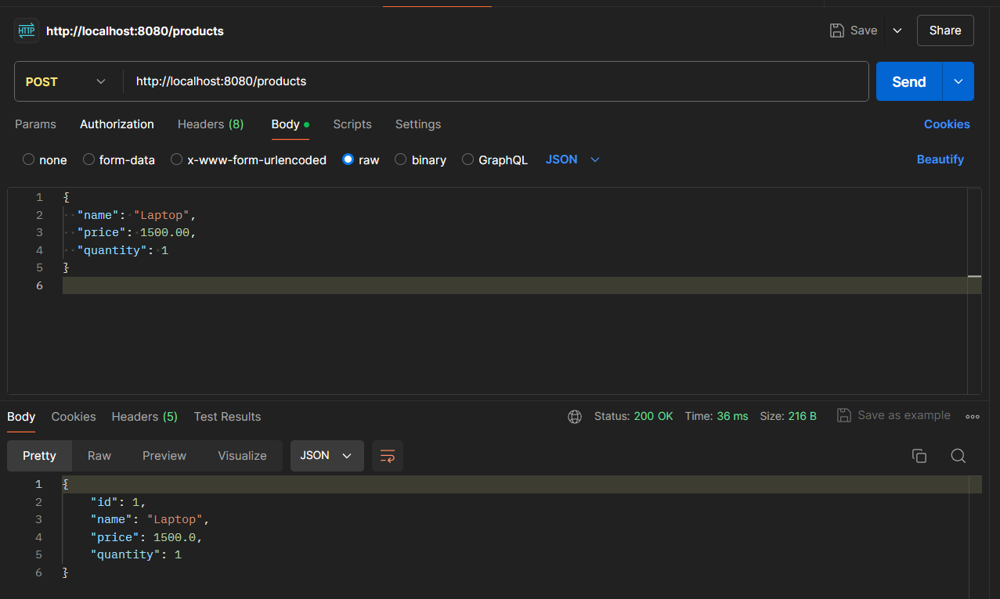 HTTP http://localhost:8080/products Save Share
POST http://localhost:8080/products Send
Params Authorization Headers (8) Body Scripts Settings Cookies
none form-data x-www-form-urlencoded raw binary GraphQL JSON Beautify
1 {
2 "name": "Laptop",
3 "price": 1500.00,
4 "quantity": 1
5 }
6
Body Cookies Headers (5) Test Results Status: 200 OK Time: 36 ms Size: 216 B Save as example
Pretty Raw Preview Visualize JSON
1 {
2 "id": 1,
3 "name": "Laptop",
4 "price": 1500.0,
5 "quantity": 1
6 }